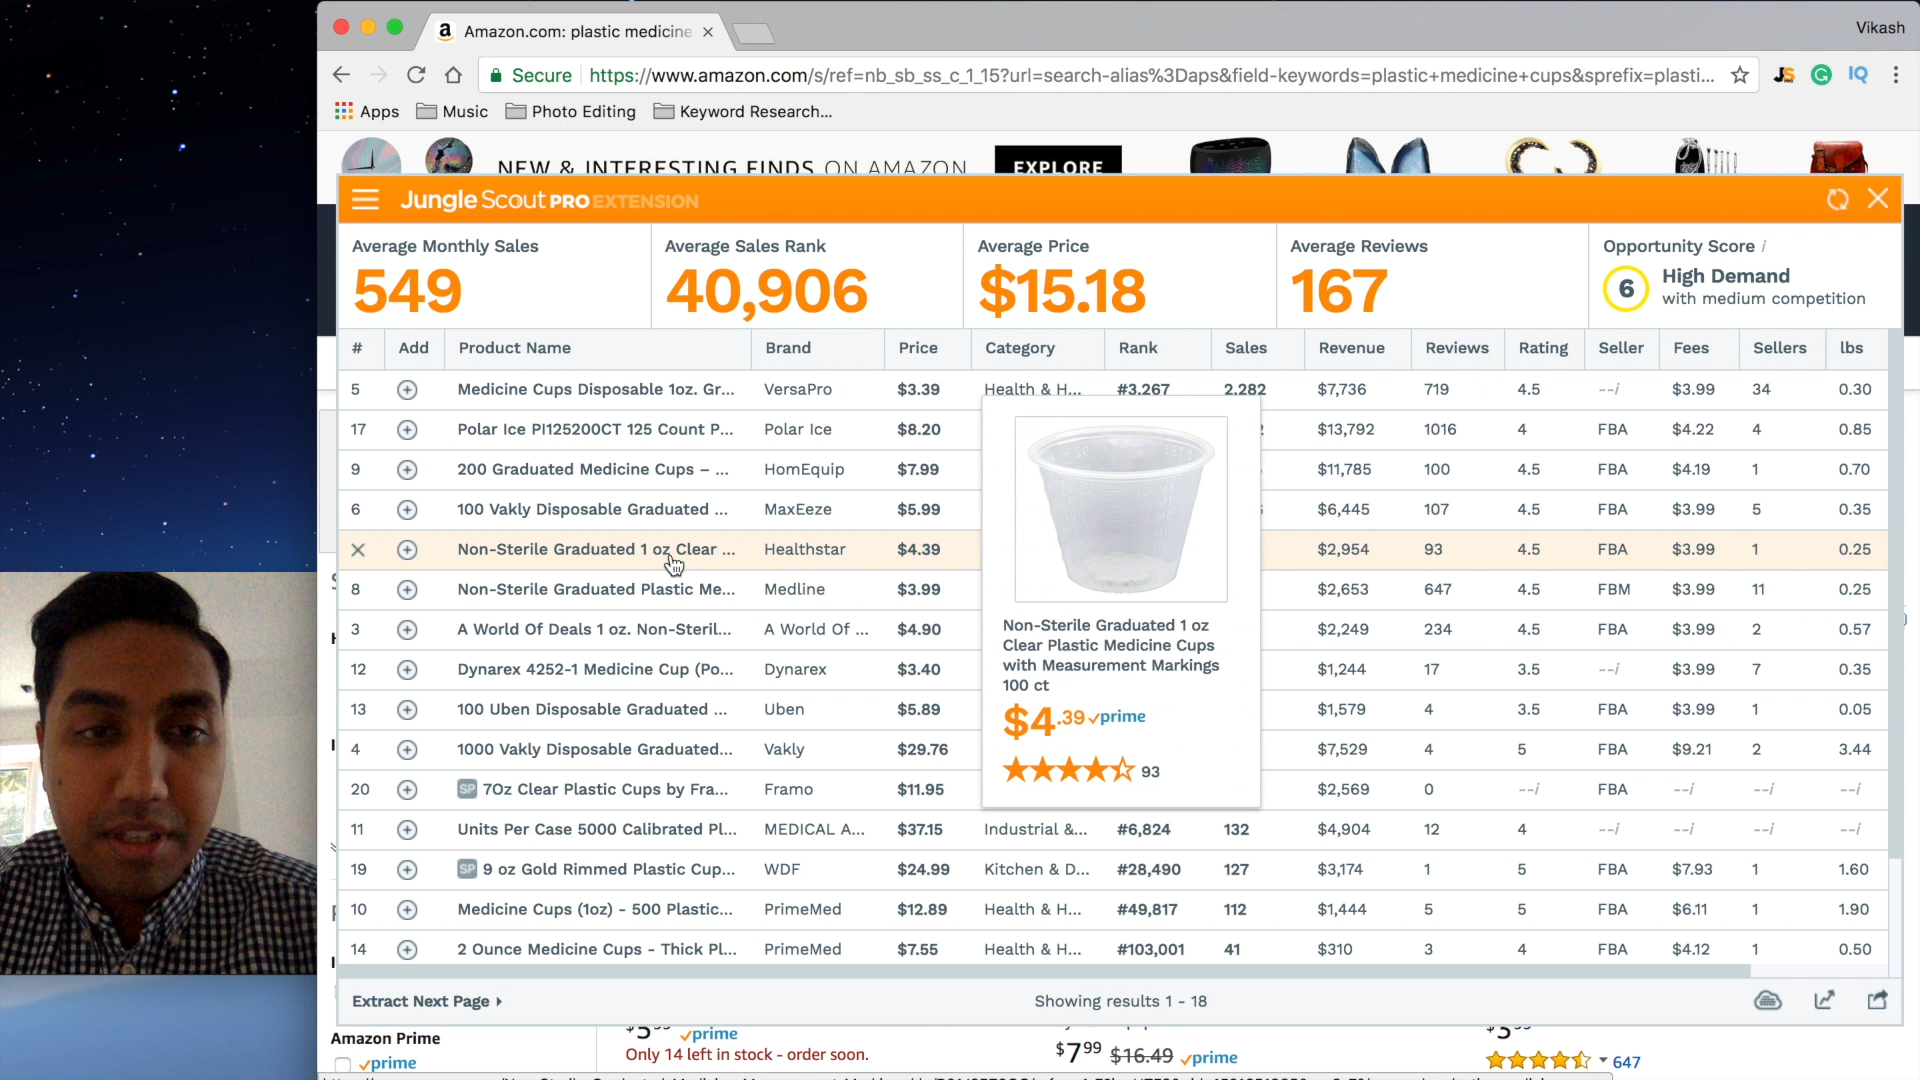 a Amazon.com: plastic medicine
Vikash
Secure https://www.amazon.com/s/ref=nb_sb_ss_c_1_15?url=search-alias%3Daps&field-keywords=plastic+medicine+cups&sprefix=plasti...
JS G IQ
Apps Music Photo Editing Keyword Research...
NEW & INTERESTING FINDS ON AMAZON EXPLORE
Jungle Scout PRO EXTENSION
Average Monthly Sales Average Sales Rank Average Price Average Reviews Opportunity Score i
549 40,906 $15.18 167 6 High Demand
with medium competition
# Add Product Name Brand Price Category Rank Sales Revenue Reviews Rating Seller Fees Sellers lbs
5 Medicine Cups Disposable 1oz. Gr... VersaPro $3.39 Health & H... #3,267 2,282 $7,736 719 4.5 --i $3.99 34 0.30
17 Polar Ice PI125200CT 125 Count P... Polar Ice $8.20 $13,792 1016 4 FBA $4.22 4 0.85
9 200 Graduated Medicine Cups – ... HomEquip $7.99 $11,785 100 4.5 FBA $4.19 1 0.70
6 100 Vakly Disposable Graduated ... MaxEeze $5.99 $6,445 107 4.5 FBA $3.99 5 0.35
Non-Sterile Graduated 1 oz Clear ... Healthstar $4.39 $2,954 93 4.5 FBA $3.99 1 0.25
8 Non-Sterile Graduated Plastic Me... Medline $3.99 $2,653 647 4.5 FBM $3.99 11 0.25
3 A World Of Deals 1 oz. Non-Steril... A World Of ... $4.90 $2,249 234 4.5 FBA $3.99 2 0.57
12 Dynarex 4252-1 Medicine Cup (Po... Dynarex $3.40 $1,244 17 3.5 --i $3.99 7 0.35
13 100 Uben Disposable Graduated ... Uben $5.89 $1,579 4 3.5 FBA $3.99 1 0.05
4 1000 Vakly Disposable Graduated... Vakly $29.76 $7,529 4 5 FBA $9.21 2 3.44
20 SP 7Oz Clear Plastic Cups by Fra... Framo $11.95 $2,569 0 --i FBA --i --i --i
11 Units Per Case 5000 Calibrated Pl... MEDICAL A... $37.15 Industrial &... #6,824 132 $4,904 12 4 --i --i --i --i
19 SP 9 oz Gold Rimmed Plastic Cup... WDF $24.99 Kitchen & D... #28,490 127 $3,174 1 5 FBA $7.93 1 1.60
10 Medicine Cups (1oz) - 500 Plastic... PrimeMed $12.89 Health & H... #49,817 112 $1,444 5 5 FBA $6.11 1 1.90
14 2 Ounce Medicine Cups - Thick Pl... PrimeMed $7.55 Health & H... #103,001 41 $310 3 4 FBA $4.12 1 0.50
Non-Sterile Graduated 1 oz
Clear Plastic Medicine Cups
with Measurement Markings
100 ct
$4.39 prime
93
Extract Next Page Showing results 1 - 18
Amazon Prime
prime
prime
Only 14 left in stock - order soon.
$7.99 $16.49 prime
647